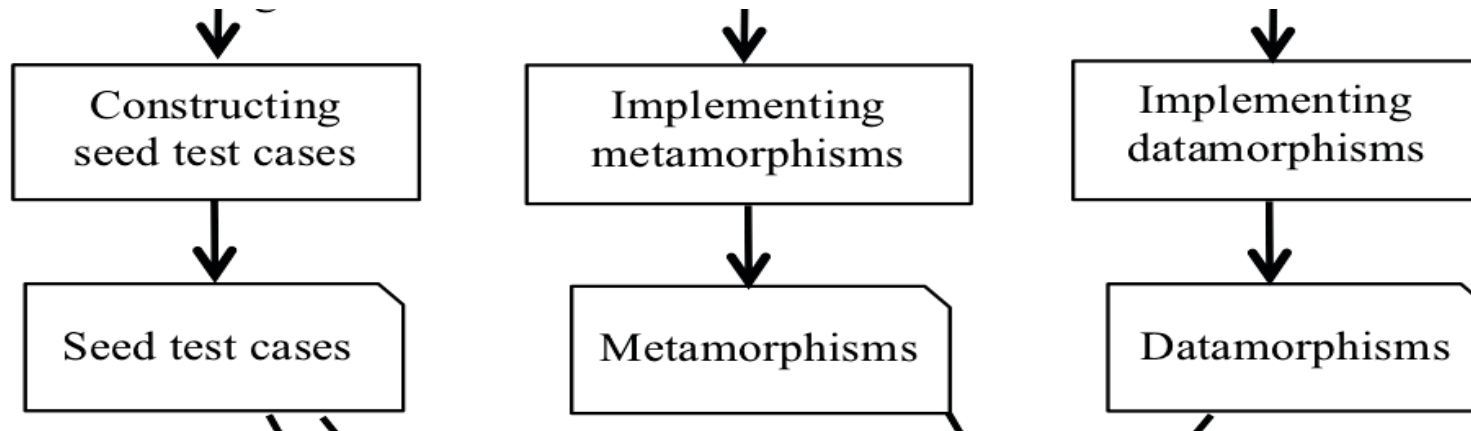 Constructing
seed test cases
Implementing
metamorphisms
Implementing
datamorphisms
Seed test cases
Metamorphisms
Datamorphisms